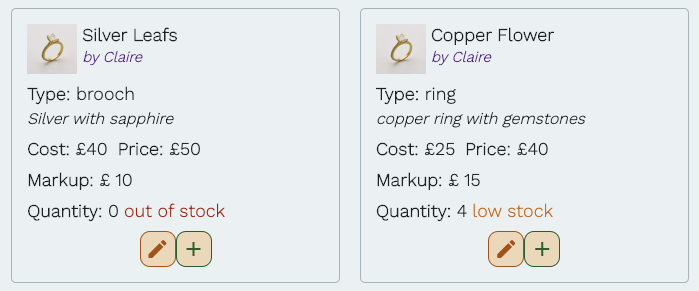 Silver Leafs
by Claire
Type: brooch
Silver with sapphire
Cost: £40 Price: £50
Markup: £ 10
Quantity: 0 out of stock
Copper Flower
by Claire
Type: ring
copper ring with gemstones
Cost: £25 Price: £40
Markup: £ 15
Quantity: 4 low stock